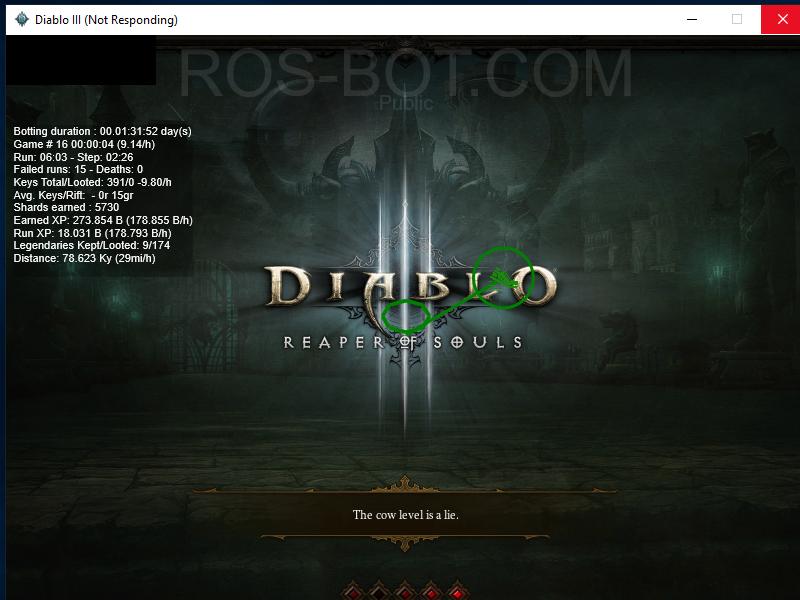 Diablo III (Not Responding)
ROS-BOT.COM
Public
Botting duration : 00.01:31:52 day(s)
Game # 16 00:00:04 (9.14/h)
Run: 06:03 - Step: 02:26
Failed runs: 15 - Deaths: 0
Keys Total/Looted: 391/0 -9.80/h
Avg. Keys/Rift:  - 0r 15gr
Shards earned : 5730
Earned XP: 273.854 B (178.855 B/h)
Run XP: 18.031 B (178.793 B/h)
Legendaries Kept/Looted: 9/174
Distance: 78.623 Ky (29mi/h)
DIABLO
REAPER OF SOULS
The cow level is a lie.